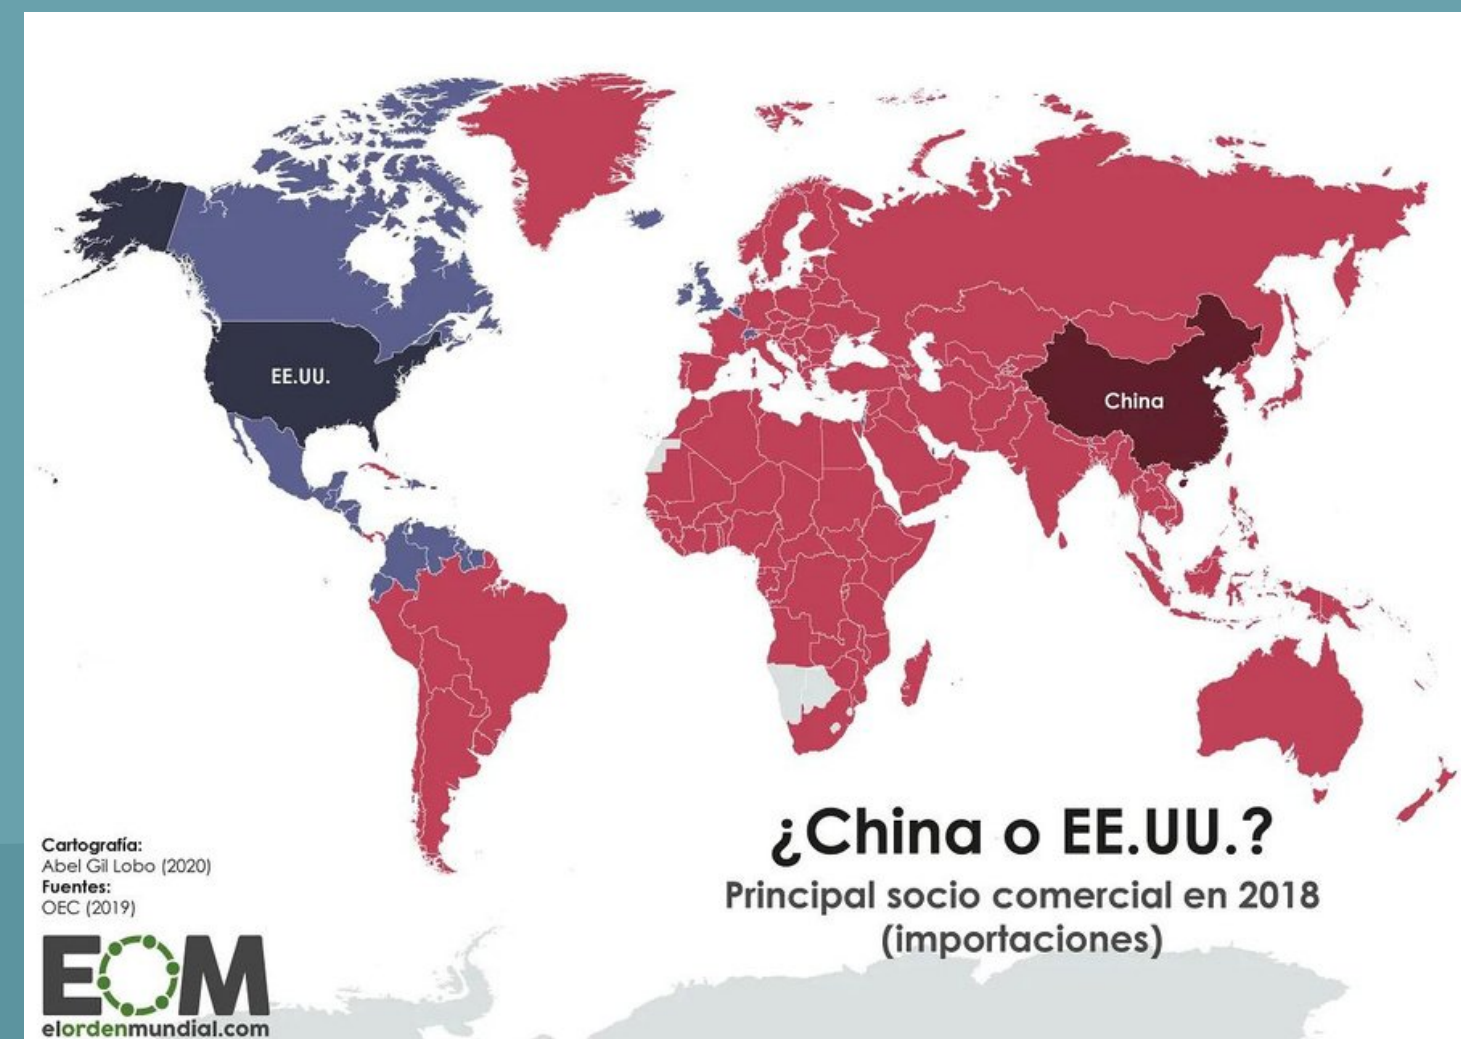 EE.UU.
China
¿China o EE.UU.?
Principal socio comercial en 2018
(importaciones)
Cartografía:
Abel Gil Lobo (2020)
Fuentes:
OEC (2019)
EOM
elordenmundial.com